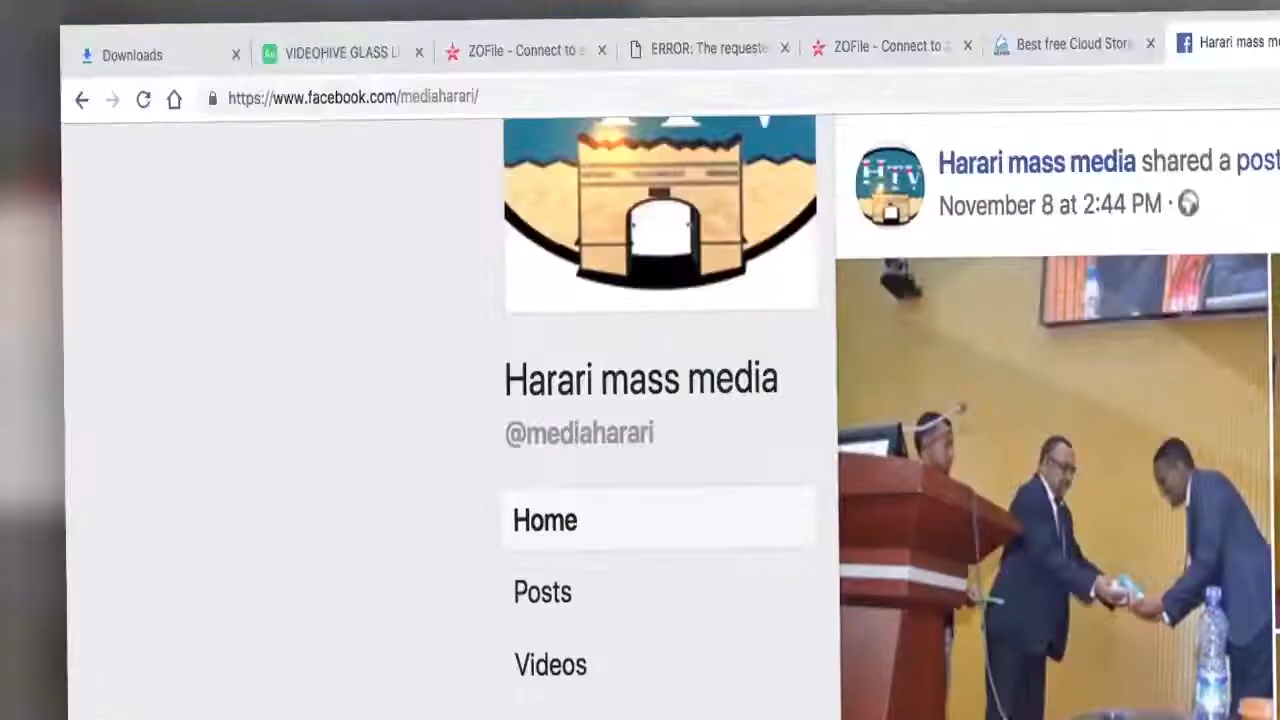 Downloads
VIDEOHIVE GLASS LI
ZOFile - Connect to
ERROR: The requeste
ZOFile - Connect to
Best free Cloud Stor
Harari mass m
https://www.facebook.com/mediaharari/
HTV
Harari mass media shared a post
November 8 at 2:44 PM ·
Harari mass media
@mediaharari
Home
Posts
Videos